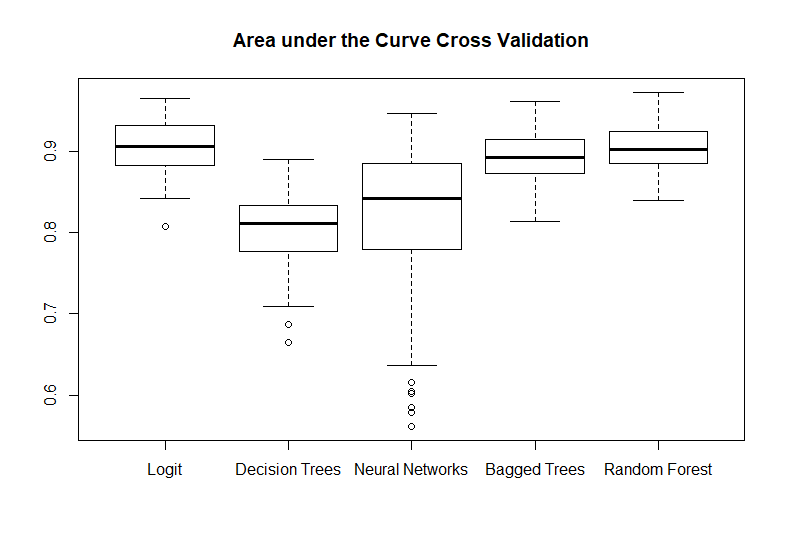 Area under the Curve Cross Validation
0.9
0.8
0.7
0.6
Logit Decision Trees Neural Networks Bagged Trees Random Forest